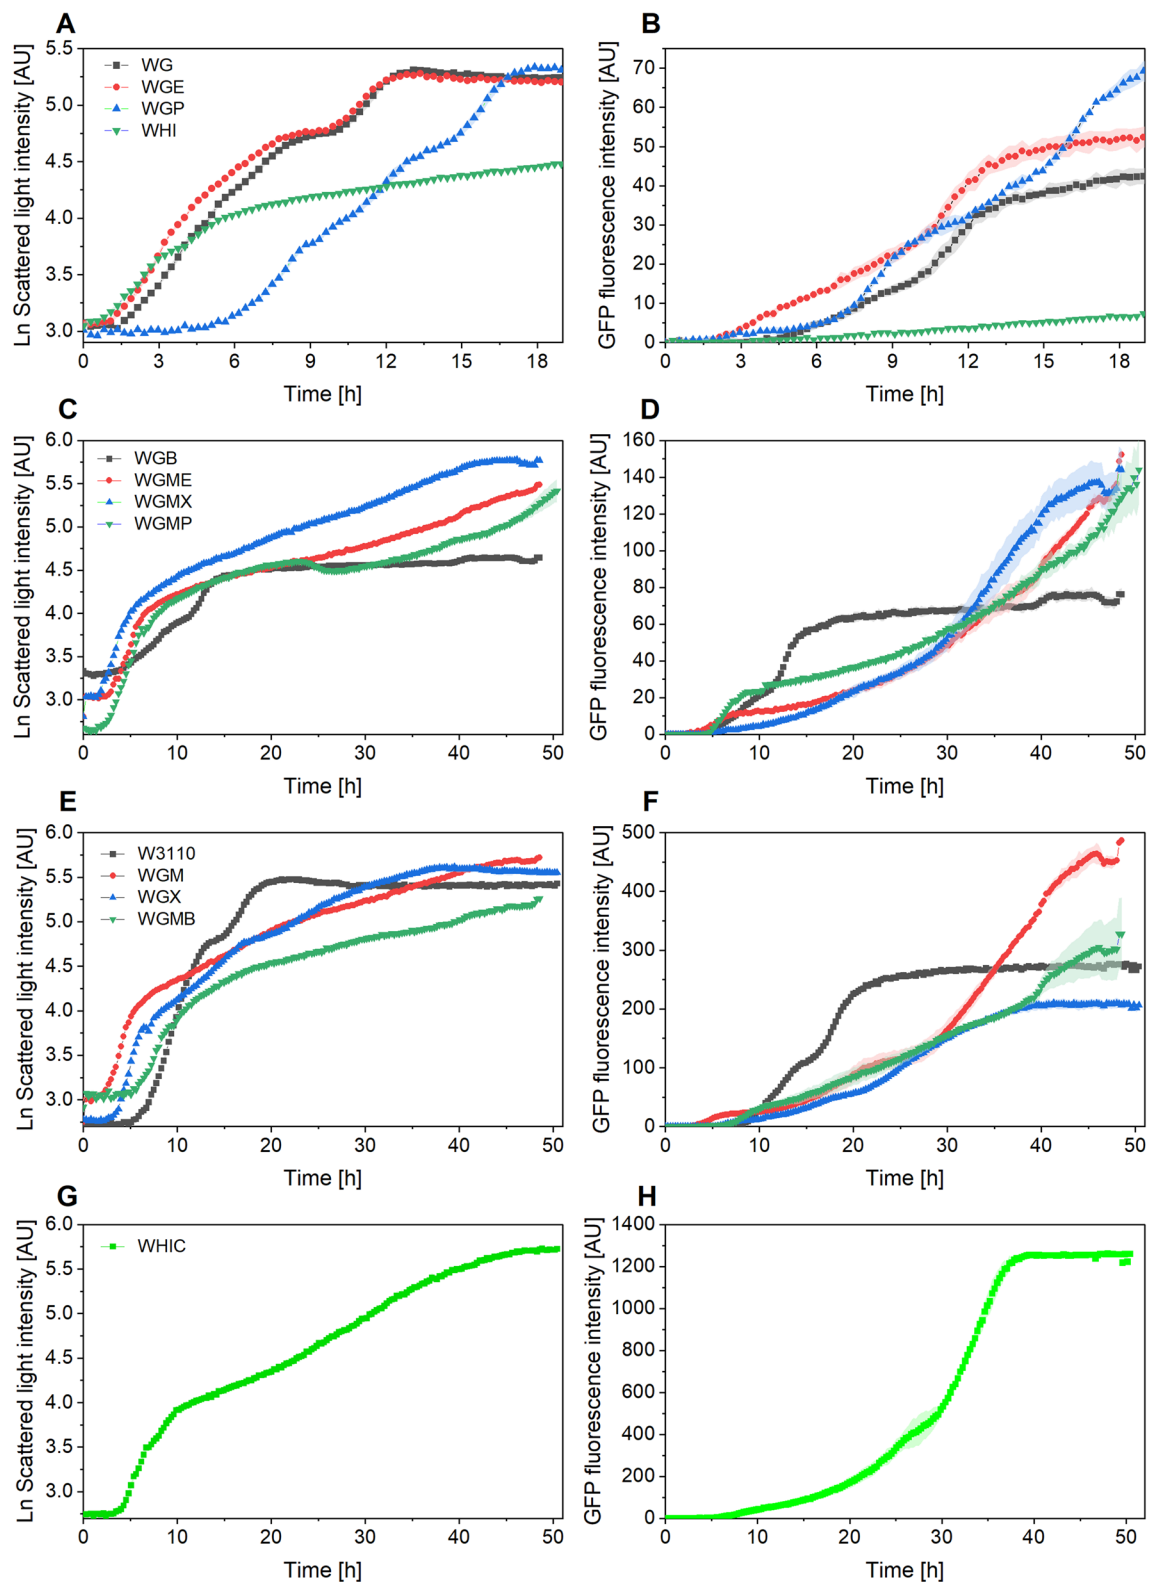 A
Ln Scattered light intensity [AU]
5.5
5.0
4.5
4.0
3.5
3.0
WG
WGE
WGP
WHI
0 3 6 9 12 15 18
Time [h]
B
GFP fluorescence intensity [AU]
70
60
50
40
30
20
10
0
0 3 6 9 12 15 18
Time [h]
C
Ln Scattered light intensity [AU]
6.0
5.5
5.0
4.5
4.0
3.5
3.0
WGB
WGME
WGMX
WGMP
0 10 20 30 40 50
Time [h]
D
GFP fluorescence intensity [AU]
160
140
120
100
80
60
40
20
0
0 10 20 30 40 50
Time [h]
E
Ln Scattered light intensity [AU]
6.0
5.5
5.0
4.5
4.0
3.5
3.0
W3110
WGM
WGX
WGMB
0 10 20 30 40 50
Time [h]
F
GFP fluorescence intensity [AU]
500
400
300
200
100
0
0 10 20 30 40 50
Time [h]
G
Ln Scattered light intensity [AU]
6.0
5.5
5.0
4.5
4.0
3.5
3.0
WHIC
0 10 20 30 40 50
Time [h]
H
GFP fluorescence intensity [AU]
1400
1200
1000
800
600
400
200
0
0 10 20 30 40 50
Time [h]